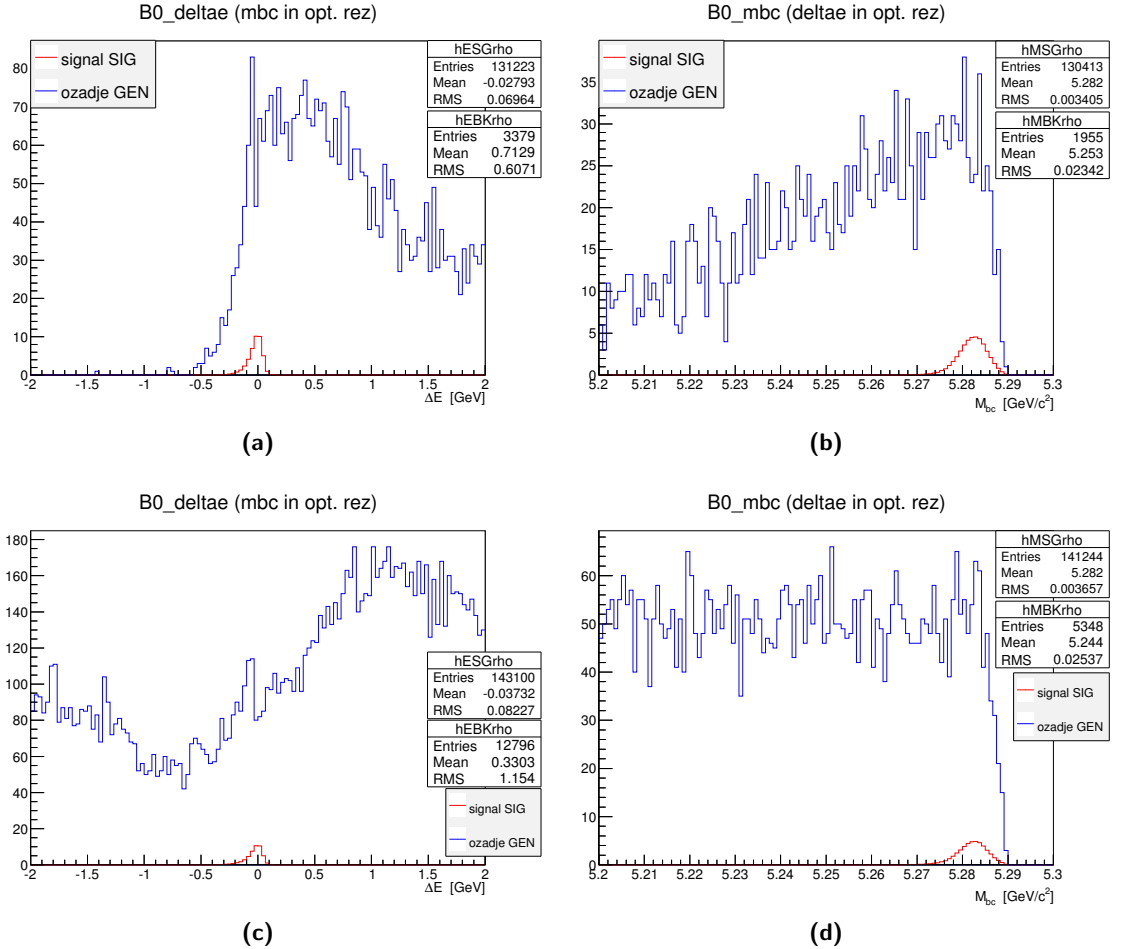 B0_deltae (mbc in opt. rez)
signal SIG
ozadje GEN
hESGrho
Entries 131223
Mean -0.02793
RMS 0.06964
hEBKrho
Entries 3379
Mean 0.7129
RMS 0.6071
80
70
60
50
40
30
20
10
0
-2 -1.5 -1 -0.5 0 0.5 1 1.5 2
ΔE [GeV]
(a)
B0_mbc (deltae in opt. rez)
signal SIG
ozadje GEN
hMSGrho
Entries 130413
Mean 5.282
RMS 0.003405
hMBKrho
Entries 1955
Mean 5.253
RMS 0.02342
35
30
25
20
15
10
5
0
5.2 5.21 5.22 5.23 5.24 5.25 5.26 5.27 5.28 5.29 5.3
M_bc [GeV/c²]
(b)
B0_deltae (mbc in opt. rez)
180
160
140
120
100
80
60
40
20
0
hESGrho
Entries 143100
Mean -0.03732
RMS 0.08227
hEBKrho
Entries 12796
Mean 0.3303
RMS 1.154
signal SIG
ozadje GEN
-2 -1.5 -1 -0.5 0 0.5 1 1.5 2
ΔE [GeV]
(c)
B0_mbc (deltae in opt. rez)
hMSGrho
Entries 141244
Mean 5.282
RMS 0.003657
hMBKrho
Entries 5348
Mean 5.244
RMS 0.02537
signal SIG
ozadje GEN
60
50
40
30
20
10
0
5.2 5.21 5.22 5.23 5.24 5.25 5.26 5.27 5.28 5.29 5.3
M_bc [GeV/c²]
(d)